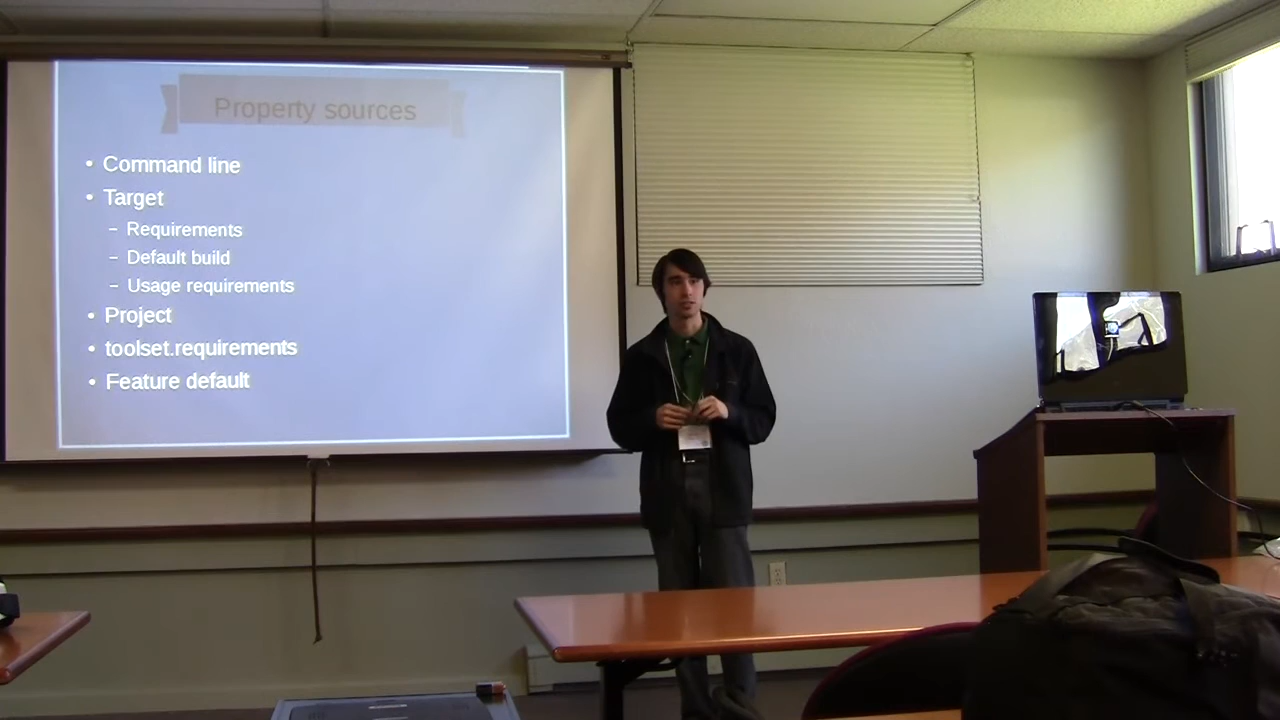 Property sources
• Command line
• Target
– Requirements
– Default build
– Usage requirements
• Project
• toolset.requirements
• Feature default